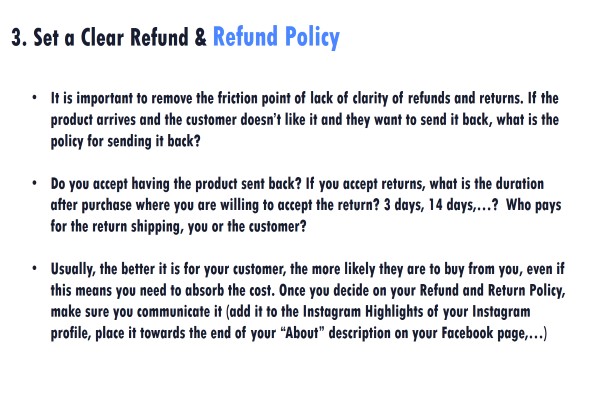 3. Set a Clear Refund & Refund Policy
• It is important to remove the friction point of lack of clarity of refunds and returns. If the
product arrives and the customer doesn't like it and they want to send it back, what is the
policy for sending it back?
• Do you accept having the product sent back? If you accept returns, what is the duration
after purchase where you are willing to accept the return? 3 days, 14 days,…? Who pays
for the return shipping, you or the customer?
• Usually, the better it is for your customer, the more likely they are to buy from you, even if
this means you need to absorb the cost. Once you decide on your Refund and Return Policy,
make sure you communicate it (add it to the Instagram Highlights of your Instagram
profile, place it towards the end of your “About” description on your Facebook page,…)